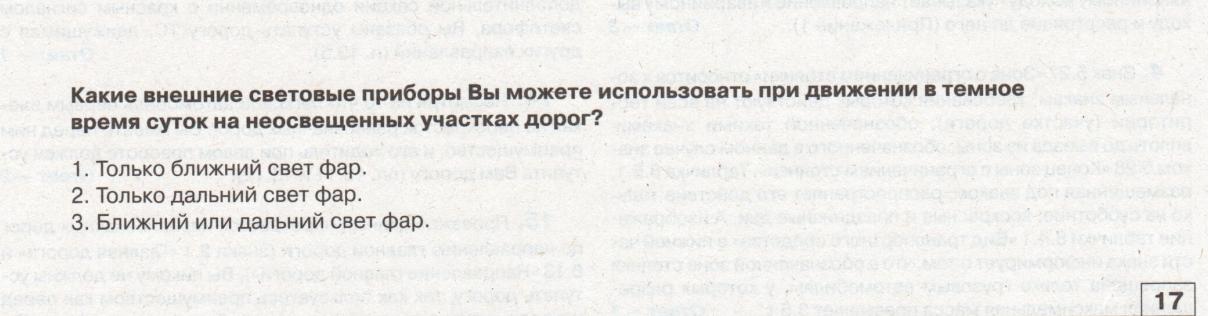 Какие внешние световые приборы Вы можете использовать при движении в темное
время суток на неосвещенных участках дорог?
1. Только ближний свет фар.
2. Только дальний свет фар.
3. Ближний или дальний свет фар.
17